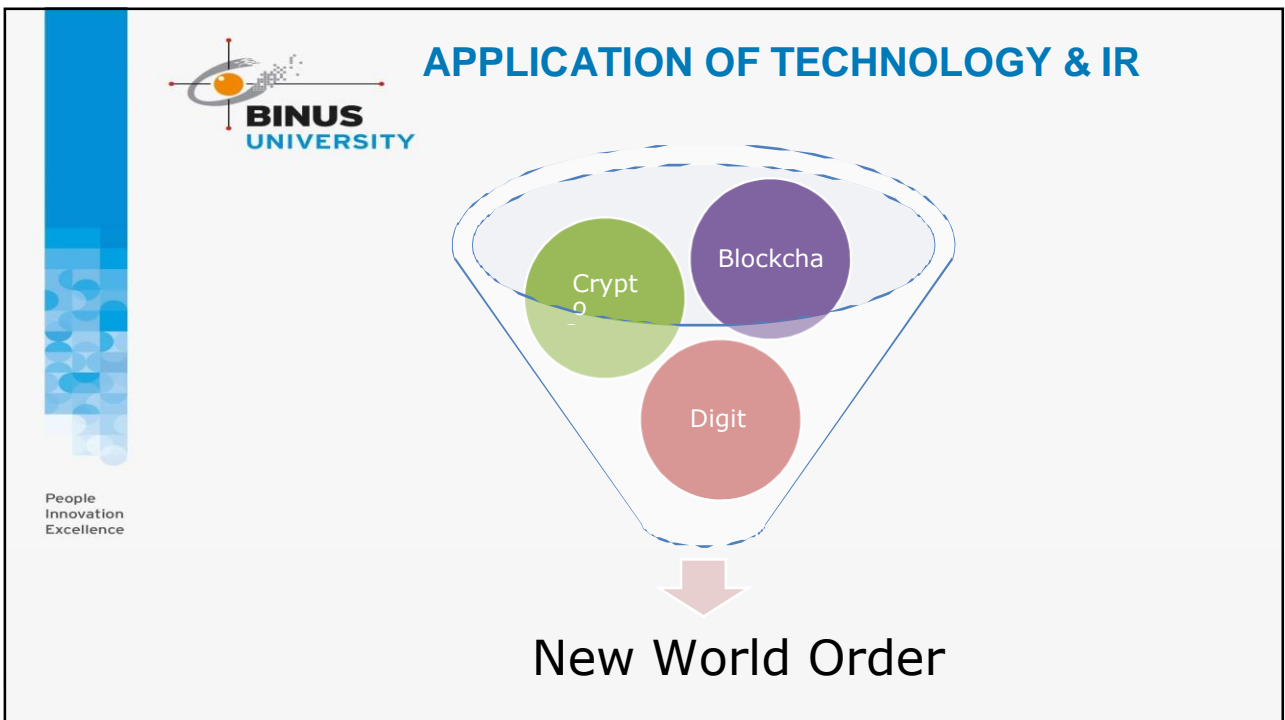 APPLICATION OF TECHNOLOGY & IR
BINUS
UNIVERSITY
Blockcha
Crypt
o
Digit
People
Innovation
Excellence
New World Order